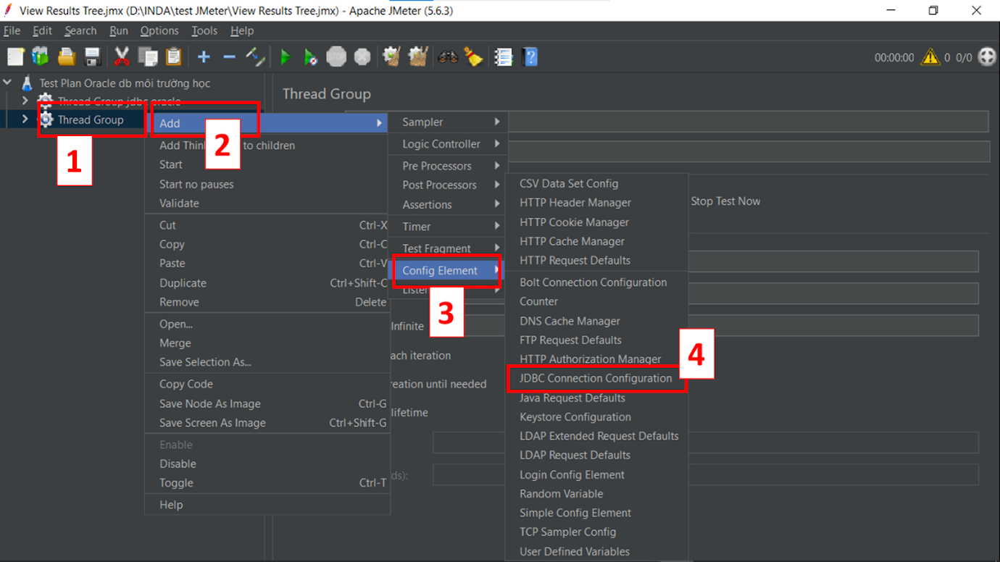 View Results Tree.jmx (D:\INDA\test JMeter\View Results Tree.jmx) - Apache JMeter (5.6.3)
File Edit Search Run Options Tools Help
00:00:00 0 0/0
Test Plan Oracle db môi trường học
Thread Group jdbc oracle
Thread Group
1
Add
2
Add Thin to children
Start
Start no pauses
Validate
Cut Ctrl-X
Copy Ctrl-C
Paste Ctrl-V
Duplicate Ctrl+Shift-C
Remove Delete
Open...
Merge
Save Selection As...
Copy Code
Save Node As Image Ctrl-G
Save Screen As Image Ctrl+Shift-G
Enable
Disable
Toggle Ctrl-T
Help
Thread Group
Sampler
Logic Controller
Pre Processors
Post Processors
Assertions
Timer
Test Fragment
Config Element
3
Stop Test Now
Infinite
ach iteration
reation until needed
lifetime
ds):
CSV Data Set Config
HTTP Header Manager
HTTP Cookie Manager
HTTP Cache Manager
HTTP Request Defaults
Bolt Connection Configuration
Counter
DNS Cache Manager
FTP Request Defaults
HTTP Authorization Manager
4
JDBC Connection Configuration
Java Request Defaults
Keystore Configuration
LDAP Extended Request Defaults
LDAP Request Defaults
Login Config Element
Random Variable
Simple Config Element
TCP Sampler Config
User Defined Variables